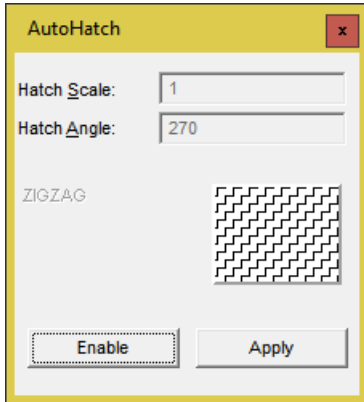 AutoHatch
x
Hatch Scale: 1
Hatch Angle: 270
ZIGZAG
Enable Apply